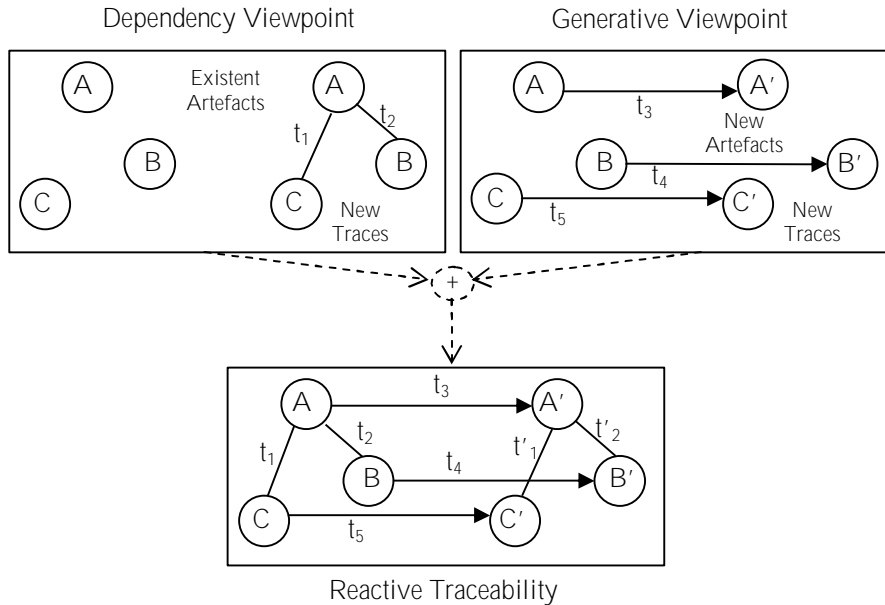 Dependency Viewpoint
Generative Viewpoint
A
Existent
Artefacts
A
t1
t2
B
B
C
C
New
Traces
A
A'
t3
New
Artefacts
B
B'
t4
C
C'
t5
New
Traces
+
A
t3
A'
t1
t2
t'1
t'2
B
t4
B'
C
t5
C'
Reactive Traceability